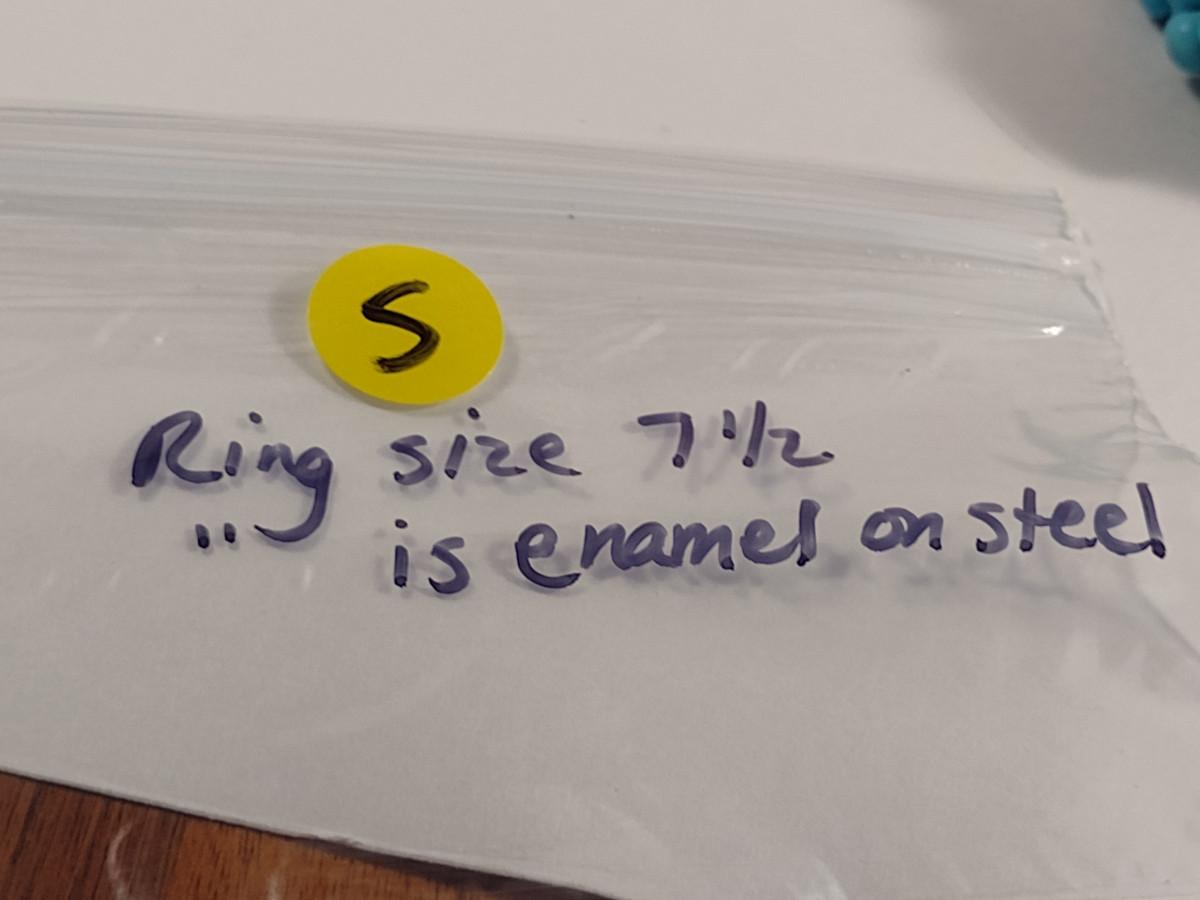 S
Ring size 7 1/2
" is enamel on steel